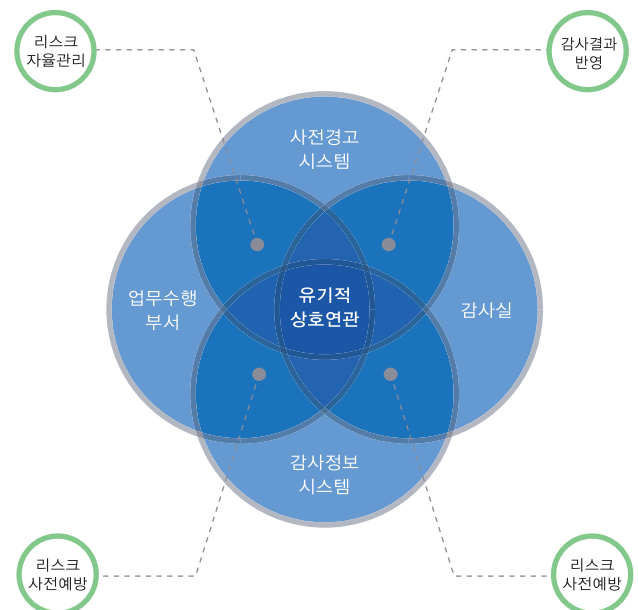 리스크
자율관리
감사결과
반영
사전경고
시스템
업무수행
부서
유기적
상호연관
감사실
감사정보
시스템
리스크
사전예방
리스크
사전예방